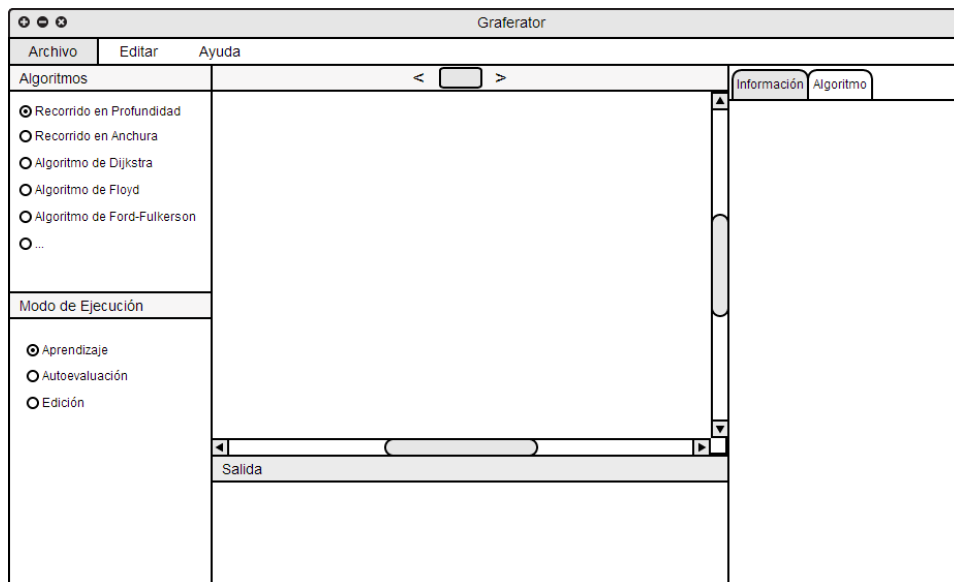 Graferator
Archivo Editar Ayuda
Algoritmos
Recorrido en Profundidad
Recorrido en Anchura
Algoritmo de Dijkstra
Algoritmo de Floyd
Algoritmo de Ford-Fulkerson
...
Modo de Ejecución
Aprendizaje
Autoevaluación
Edición
< >
Salida
Información Algoritmo